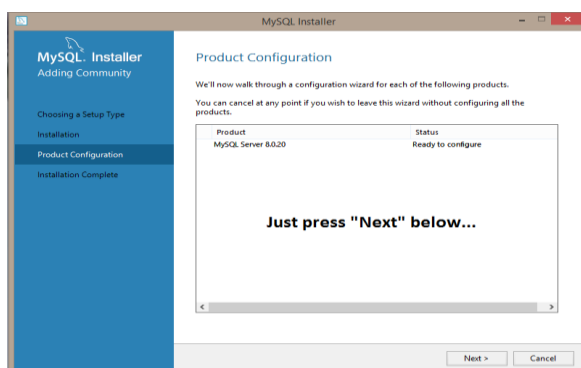 MySQL Installer
MySQL. Installer
Adding Community
Choosing a Setup Type
Installation
Product Configuration
Installation Complete
Product Configuration
We'll now walk through a configuration wizard for each of the following products.
You can cancel at any point if you wish to leave this wizard without configuring all the
products.
Product Status
MySQL Server 8.0.20 Ready to configure
Just press "Next" below...
Next > Cancel